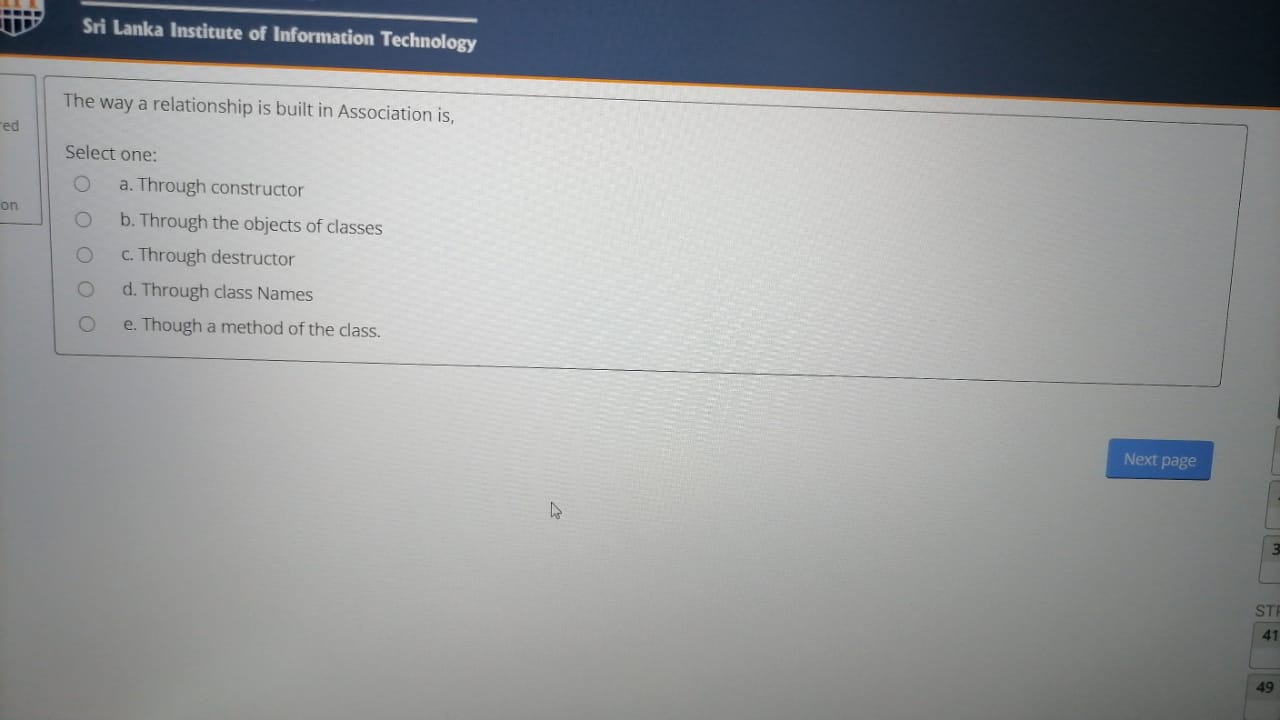 Sri Lanka Institute of Information Technology
The way a relationship is built in Association is,
Select one:
a. Through constructor
b. Through the objects of classes
c. Through destructor
d. Through class Names
e. Though a method of the class.
on
Next page
3
41
49